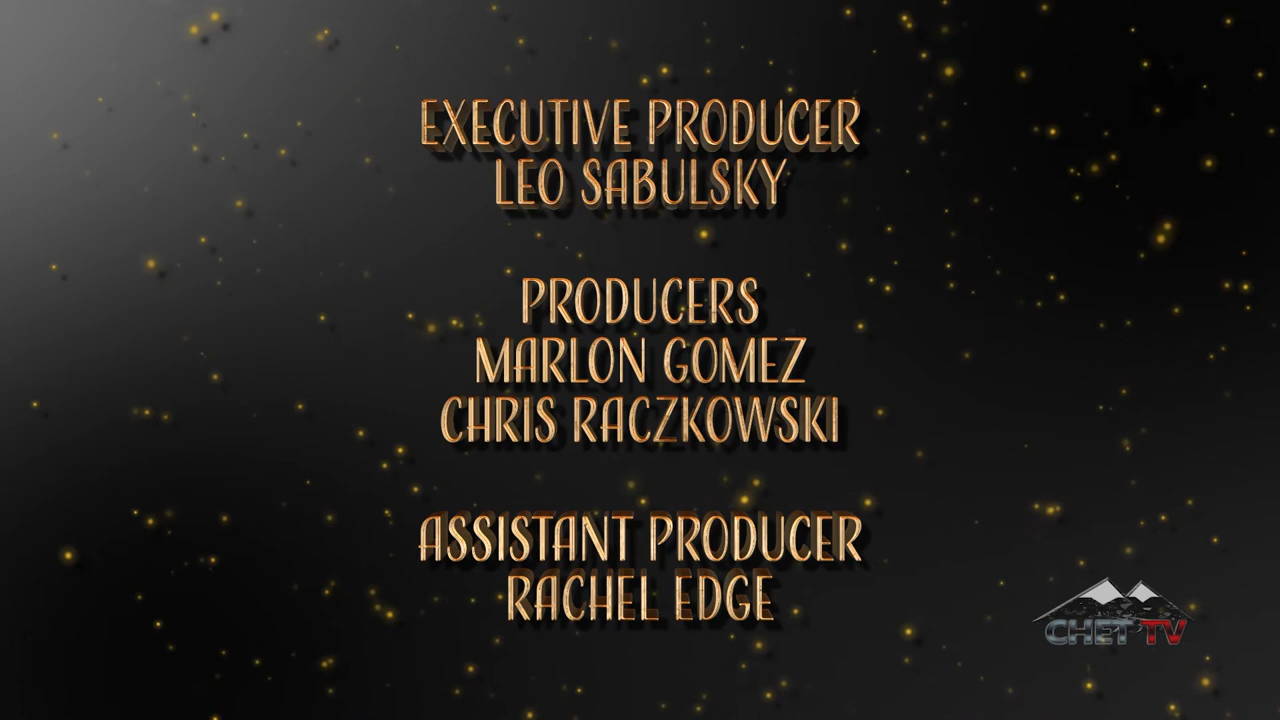 EXECUTIVE PRODUCER
LEO SABULSKY
PRODUCERS
MARLON GOMEZ
CHRIS RACZKOWSKI
ASSISTANT PRODUCER
RACHEL EDGE
CHET TV